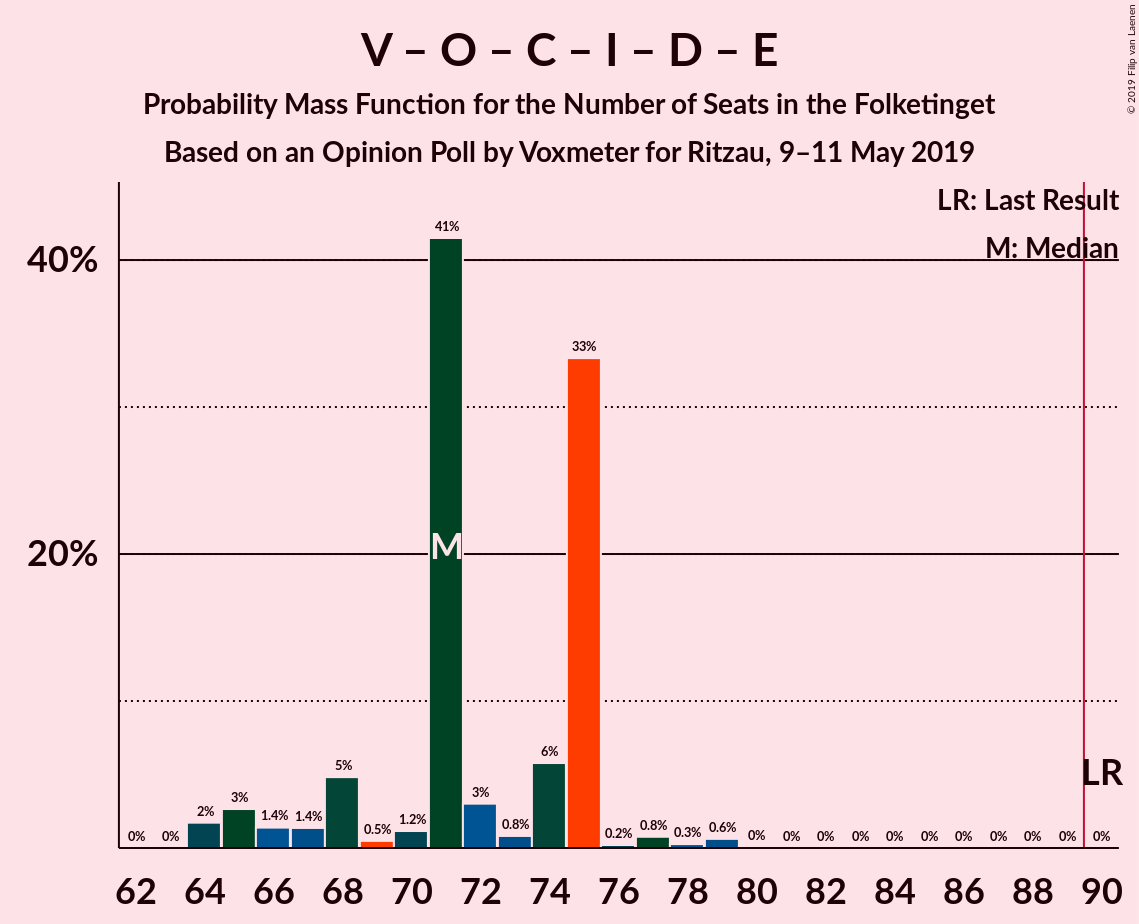 V – O – C – I – D – E
Probability Mass Function for the Number of Seats in the Folketinget
Based on an Opinion Poll by Voxmeter for Ritzau, 9–11 May 2019
© 2019 Filip van Laenen
LR: Last Result
M: Median
40%
20%
0% 0% 2% 3% 1.4% 1.4% 5% 0.5% 1.2% 41% 3% 0.8% 6% 33% 0.2% 0.8% 0.3% 0.6% 0% 0% 0% 0% 0% 0% 0% 0% 0% 0% 0%
M
LR
62 64 66 68 70 72 74 76 78 80 82 84 86 88 90